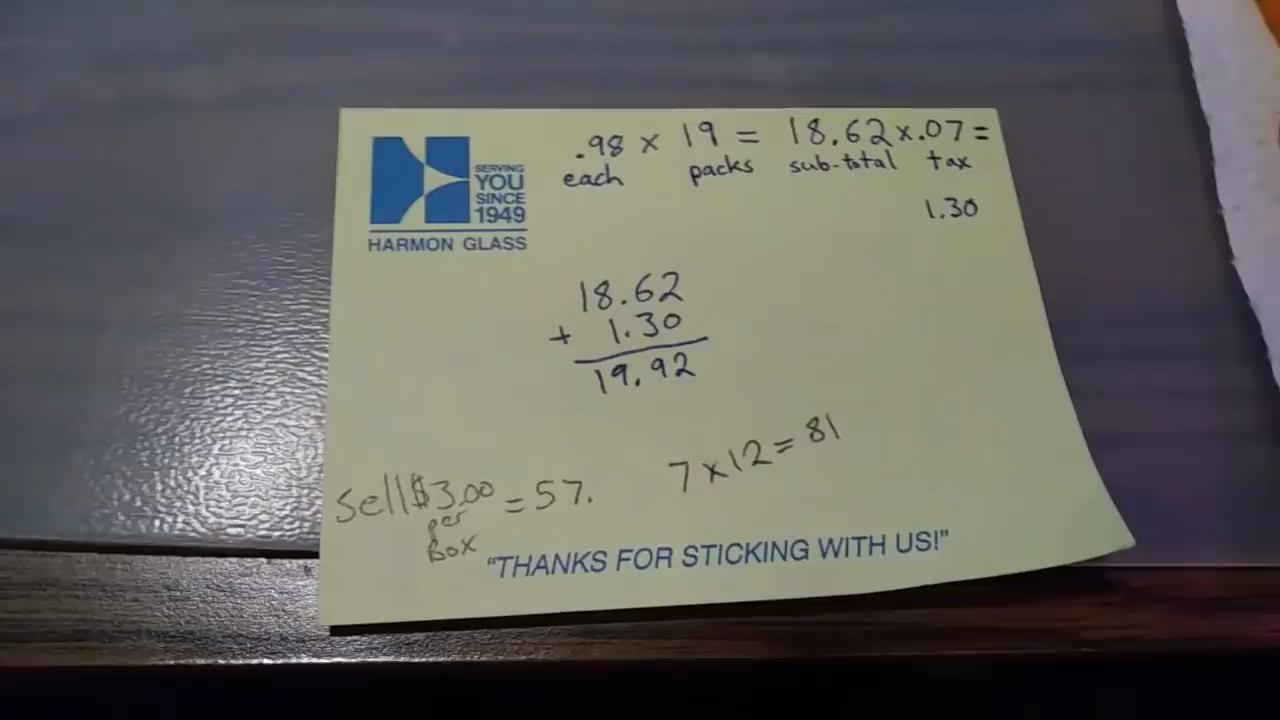 .98 x 19 = 18.62 x .07 =
each packs sub-total tax
1.30
SERVING
YOU
SINCE
1949
HARMON GLASS
18.62
+ 1.30
19.92
7 x 12 = 81
Sell $3.00 = 57.
per
Box
"THANKS FOR STICKING WITH US!"